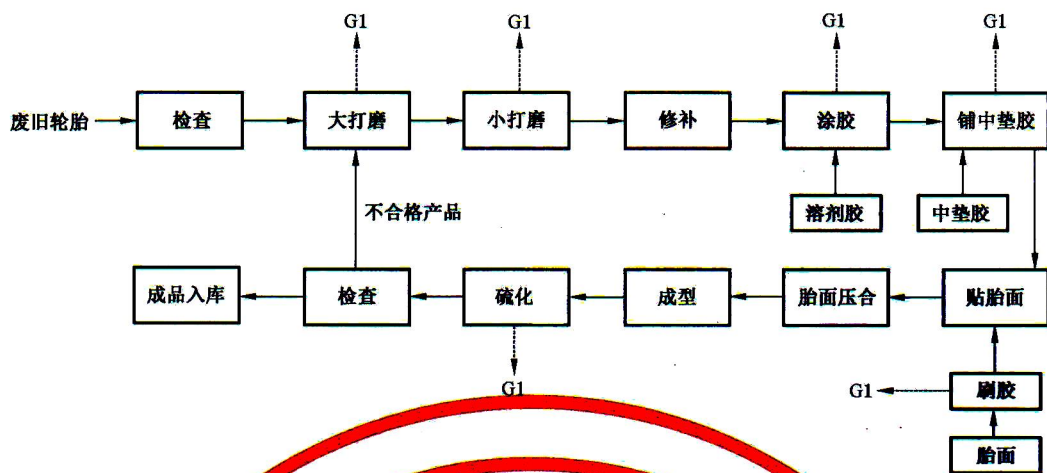 G1 G1 G1 G1
废旧轮胎 检查 大打磨 小打磨 修补 涂胶 铺中垫胶
溶剂胶 中垫胶
不合格产品
成品入库 检查 硫化 成型 胎面压合 贴胎面
G1 G1 刷胶
胎面